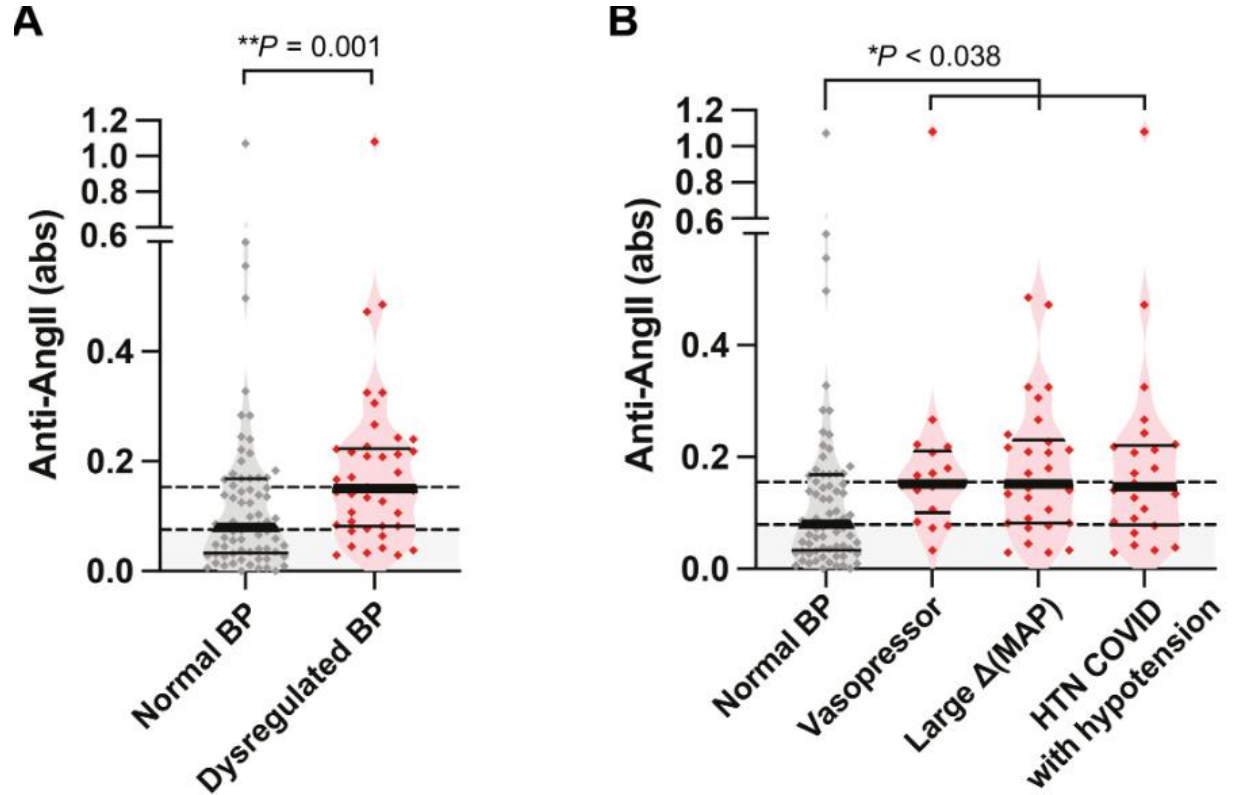 A
**P = 0.001
Anti-AngII (abs)
1.2
1.0
0.8
0.6
0.6
0.4
0.2
0.0
Normal BP
Dysregulated BP
B
*P < 0.038
Anti-AngII (abs)
1.2
1.0
0.8
0.6
0.4
0.2
0.0
Normal BP
Vasopressor
Large Δ(MAP)
HTN COVID
with hypotension